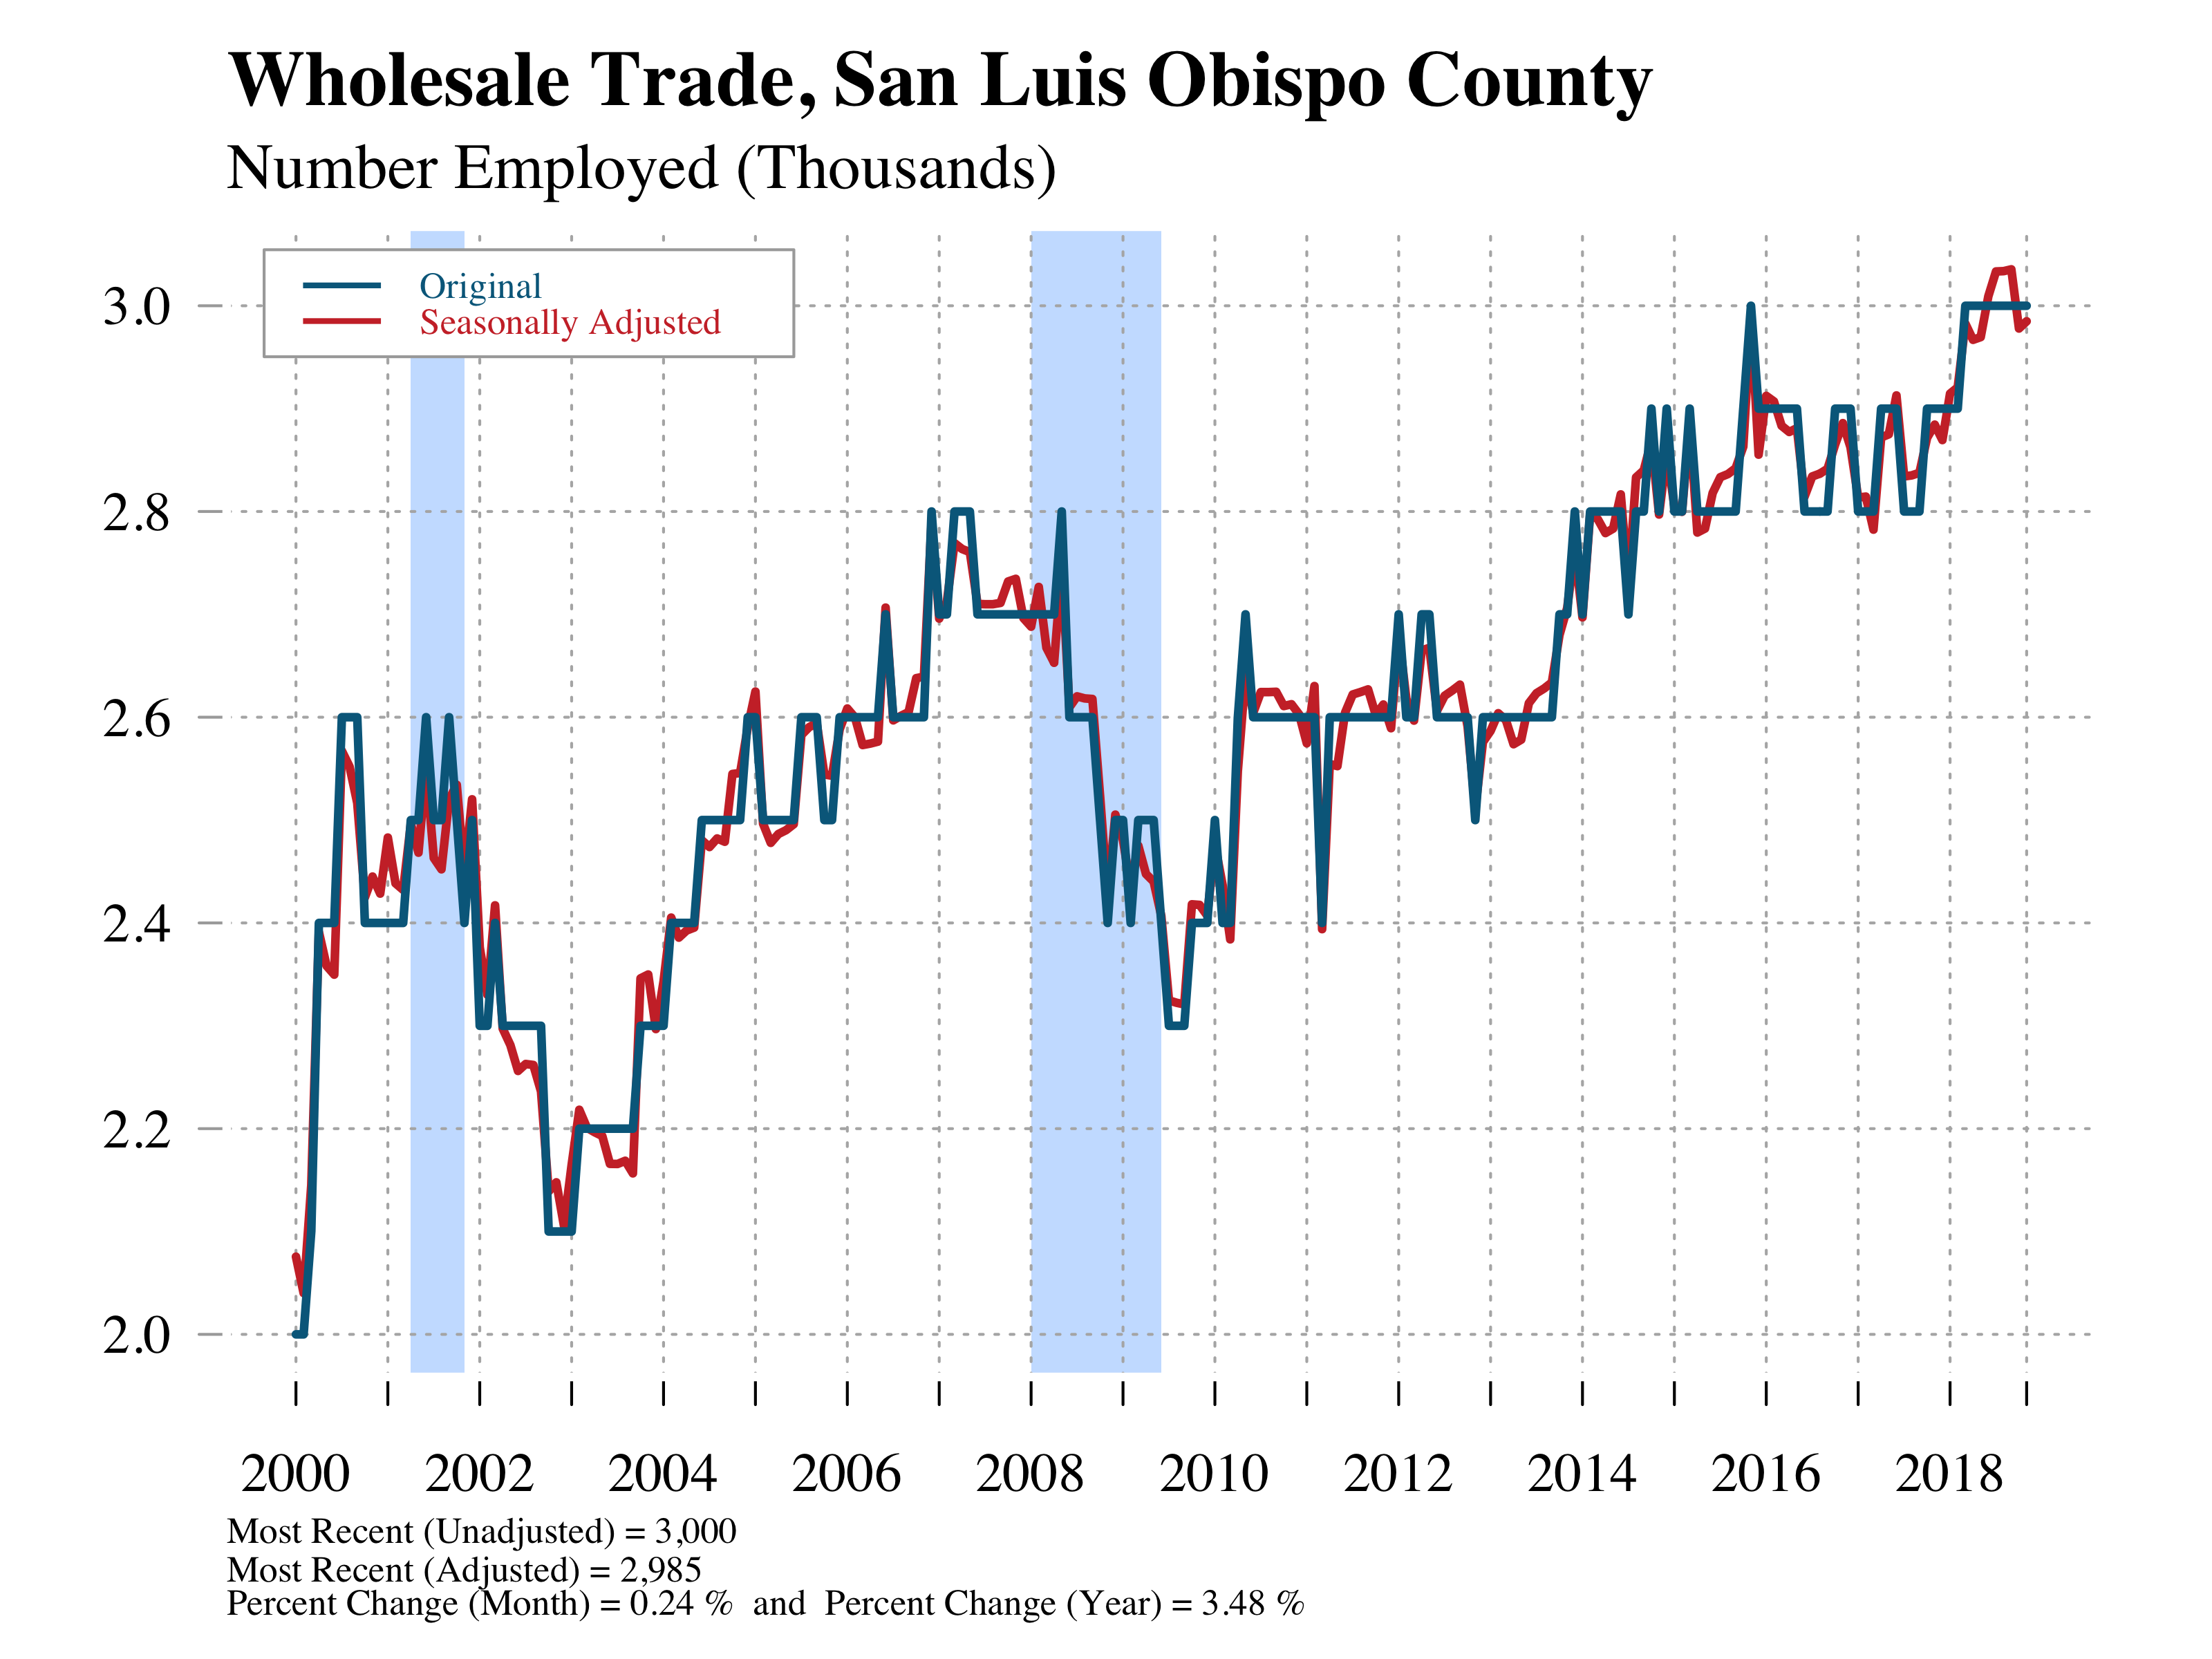 Wholesale Trade, San Luis Obispo County
Number Employed (Thousands)
Original
Seasonally Adjusted
3.0
2.8
2.6
2.4
2.2
2.0
2000 2002 2004 2006 2008 2010 2012 2014 2016 2018
Most Recent (Unadjusted) = 3,000
Most Recent (Adjusted) = 2,985
Percent Change (Month) = 0.24 % and Percent Change (Year) = 3.48 %